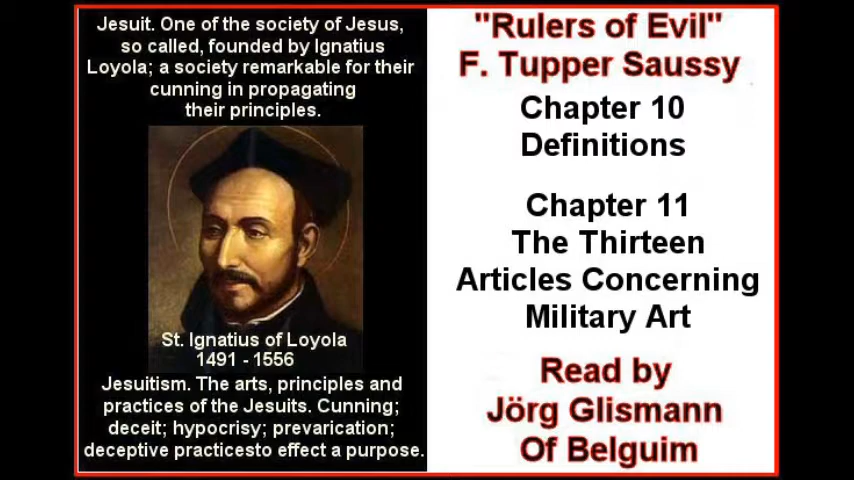 Jesuit. One of the society of Jesus,
so called, founded by Ignatius
Loyola; a society remarkable for their
cunning in propagating
their principles.
St. Ignatius of Loyola
1491 - 1556
Jesuitism. The arts, principles and
practices of the Jesuits. Cunning;
deceit; hypocrisy; prevarication;
deceptive practicesto effect a purpose.
"Rulers of Evil"
F. Tupper Saussy
Chapter 10
Definitions
Chapter 11
The Thirteen
Articles Concerning
Military Art
Read by
Jörg Glismann
Of Belguim